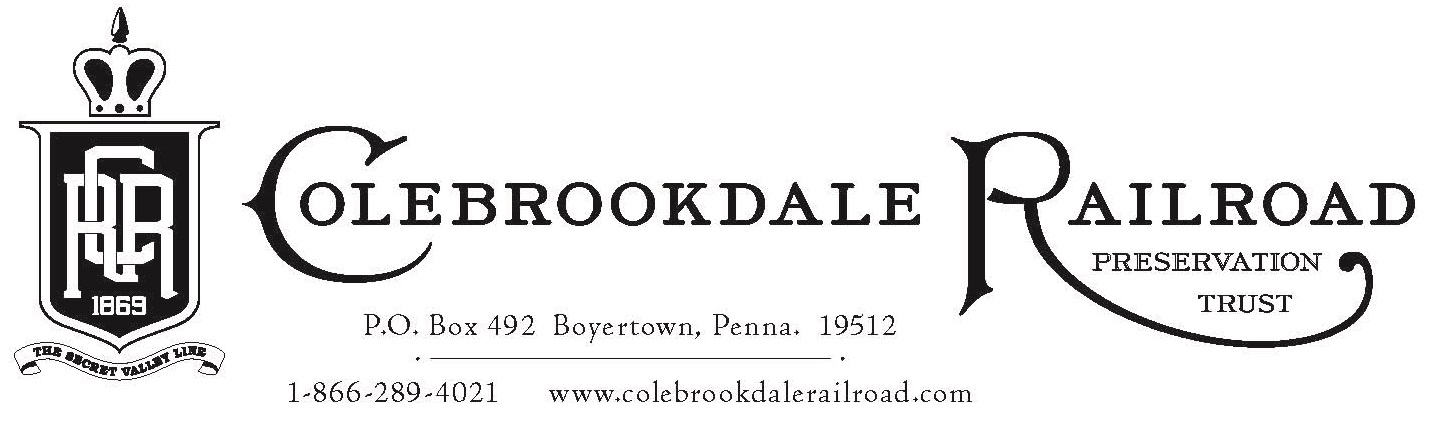 CRR
1869
THE SECRET VALLEY LINE
COLEBROOKDALE RAILROAD
PRESERVATION
TRUST
P.O. Box 492 Boyertown, Penna. 19512
1-866-289-4021 www.colebrookdalerailroad.com